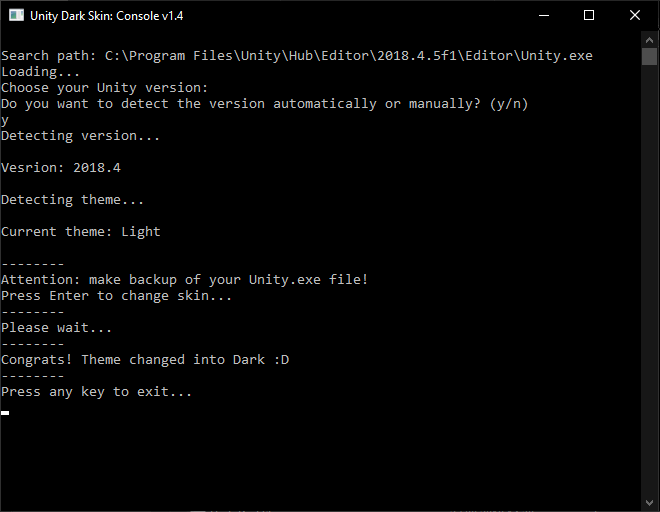 Unity Dark Skin: Console v1.4
Search path: C:\Program Files\Unity\Hub\Editor\2018.4.5f1\Editor\Unity.exe
Loading...
Choose your Unity version:
Do you want to detect the version automatically or manually? (y/n)
y
Detecting version...
Vesrion: 2018.4
Detecting theme...
Current theme: Light
--------
Attention: make backup of your Unity.exe file!
Press Enter to change skin...
--------
Please wait...
--------
Congrats! Theme changed into Dark :D
--------
Press any key to exit...